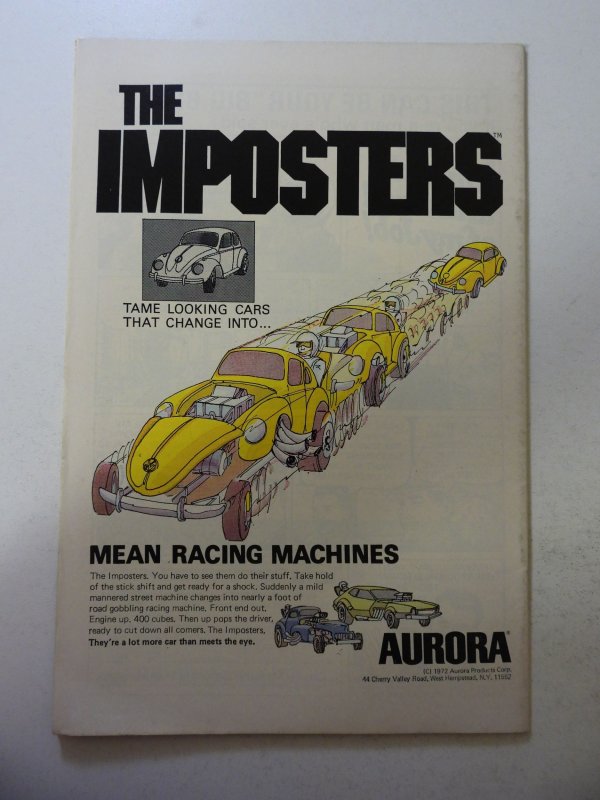 THE
IMPOSTERS™
TAME LOOKING CARS
THAT CHANGE INTO...
MEAN RACING MACHINES
The Imposters. You have to see them do their stuff. Take hold
of the stick shift and get ready for a shock. Suddenly a mild
mannered street machine changes into nearly a foot of
road gobbling racing machine. Front end out,
Engine up, 400 cubes. Then up pops the driver,
ready to cut down all comers. The Imposters,
They're a lot more car than meets the eye.
AURORA®
(C) 1972 Aurora Products Corp.
44 Cherry Valley Road, West Hempstead, N.Y. 11552